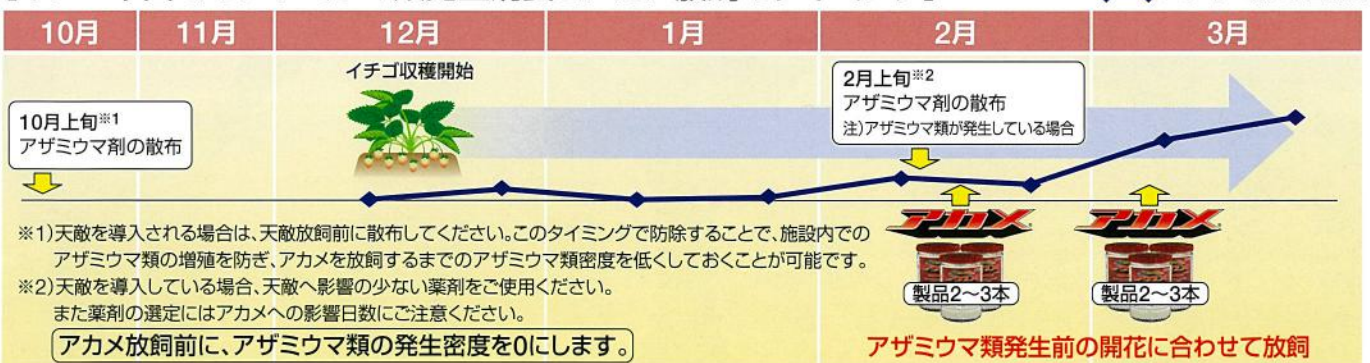 10月 11月 12月 1月 2月 3月
イチゴ収穫開始
2月上旬※2
アザミウマ剤の散布
注)アザミウマ類が発生している場合
10月上旬※1
アザミウマ剤の散布
※1)天敵を導入される場合は、天敵放飼前に散布してください。このタイミングで防除することで、施設内での
アザミウマ類の増殖を防ぎ、アカメを放飼するまでのアザミウマ類密度を低くしておくことが可能です。
※2)天敵を導入している場合、天敵へ影響の少ない薬剤をご使用ください。
また薬剤の選定にはアカメへの影響日数にご注意ください。
アカメ放飼前に、アザミウマ類の発生密度を0にします。
アカメ
製品2〜3本
アカメ
製品2〜3本
アザミウマ類発生前の開花に合わせて放飼